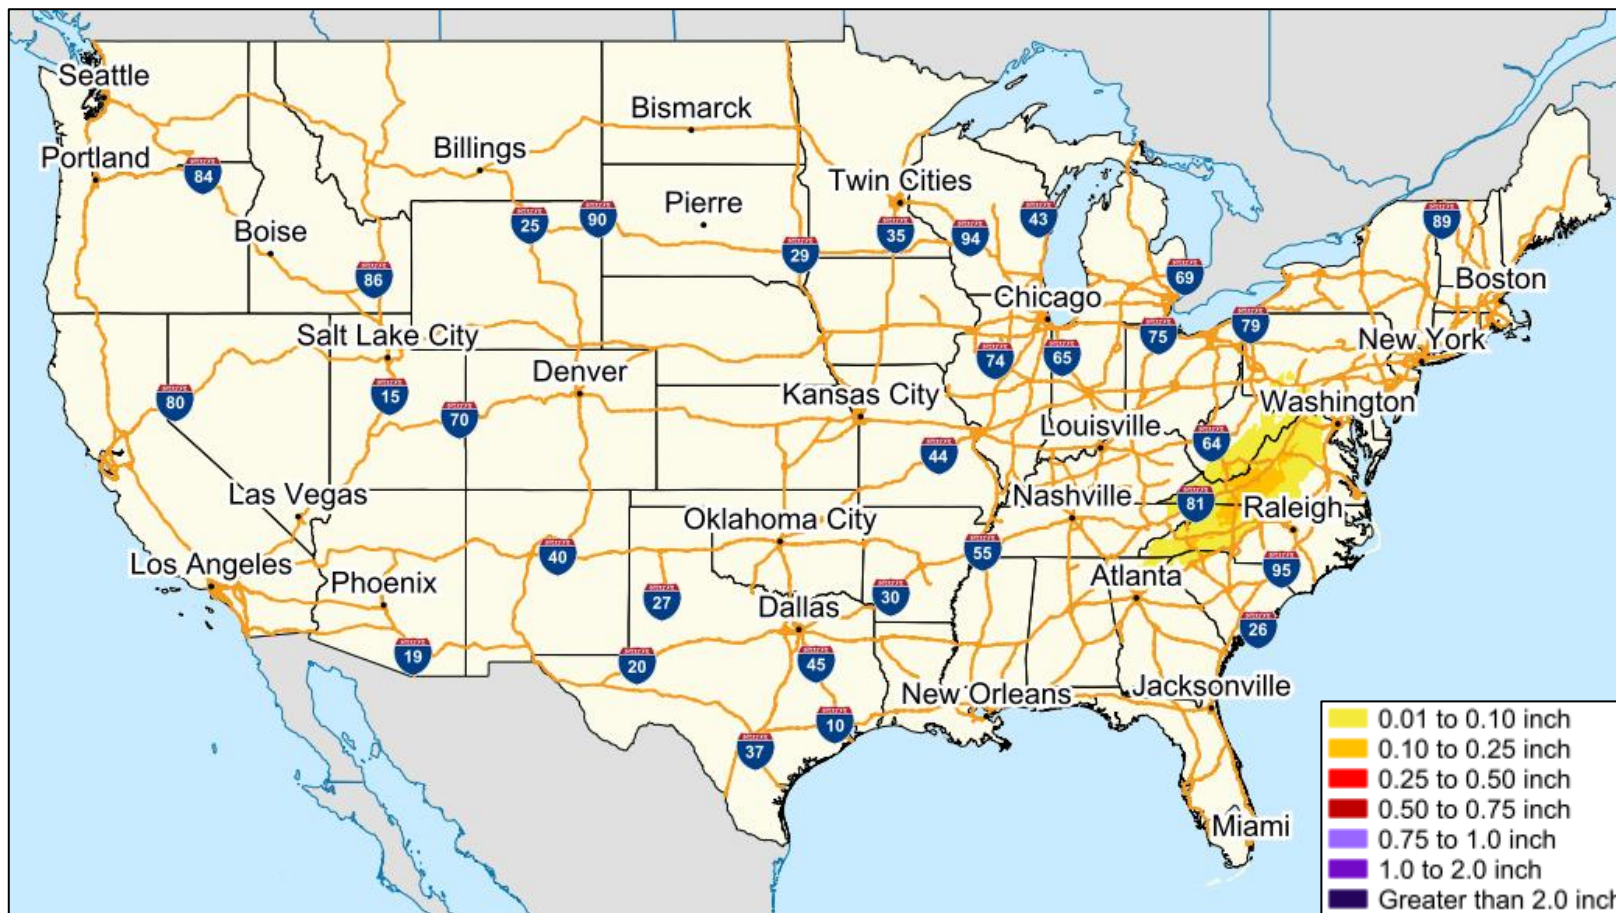 Seattle
Bismarck
Billings
Portland
84
Twin Cities
Pierre
25
90
43
89
Boise
35
94
29
86
69
Boston
Chicago
79
Salt Lake City
75
New York
74
65
Denver
15
Kansas City
80
70
Washington
Louisville
64
44
Las Vegas
Nashville
81
Raleigh
Oklahoma City
40
55
Los Angeles
Phoenix
95
Atlanta
27
30
Dallas
26
19
20
45
New Orleans
Jacksonville
10
37
Miami
0.01 to 0.10 inch
0.10 to 0.25 inch
0.25 to 0.50 inch
0.50 to 0.75 inch
0.75 to 1.0 inch
1.0 to 2.0 inch
Greater than 2.0 inch